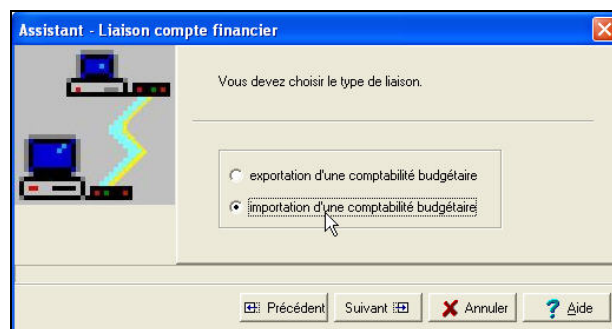 Assistant - Liaison compte financier
Vous devez choisir le type de liaison.
exportation d'une comptabilité budgétaire
importation d'une comptabilité budgétaire
Précédent Suivant Annuler ? Aide